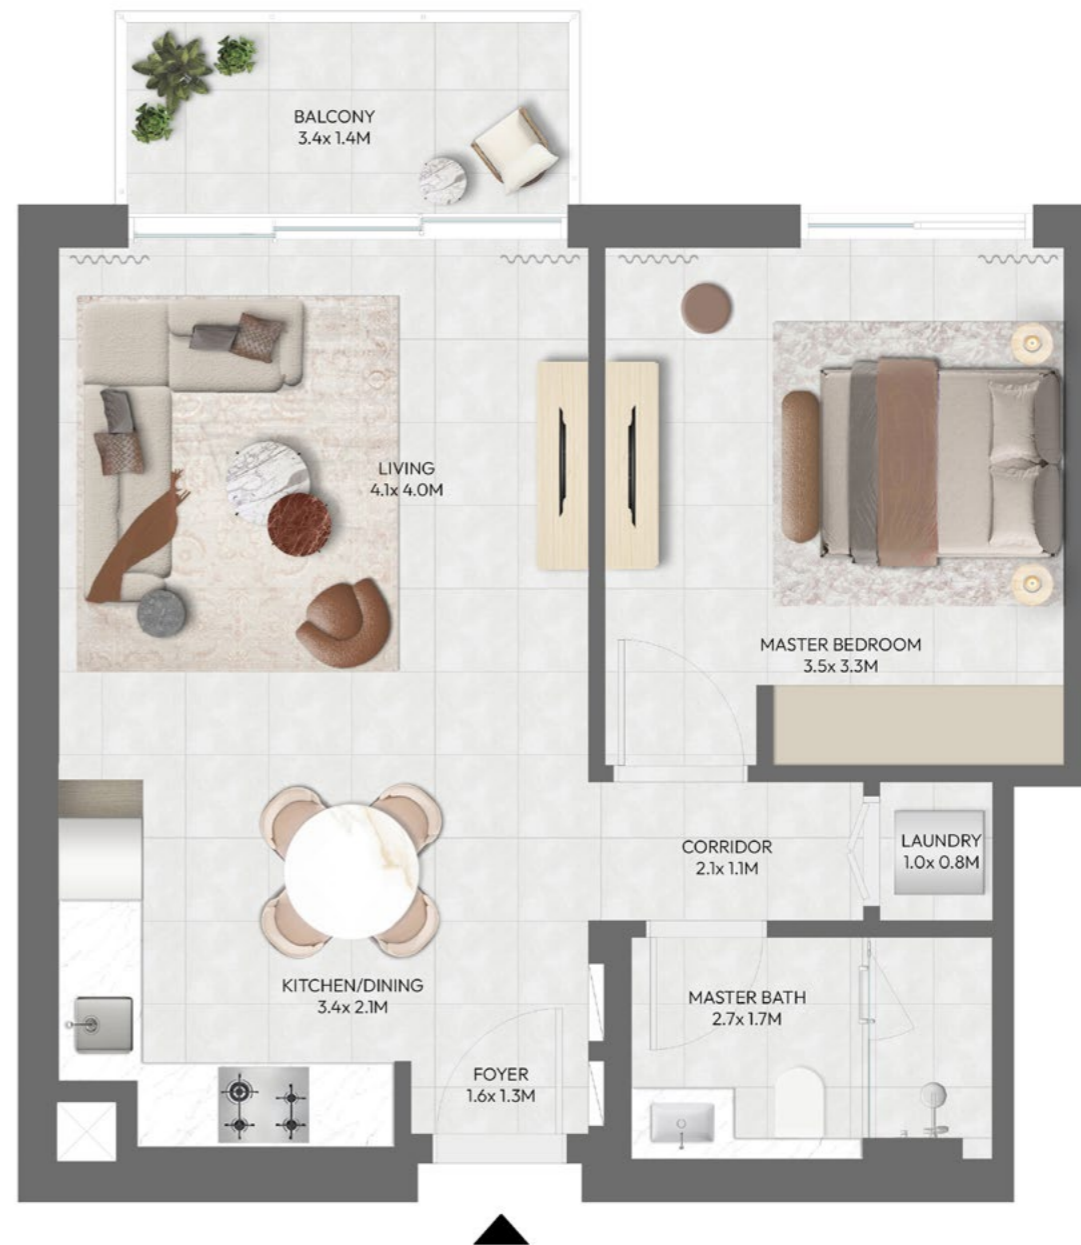 BALCONY
3.4x 1.4M
LIVING
4.1x 4.0M
MASTER BEDROOM
3.5x 3.3M
CORRIDOR
2.1x 1.1M
LAUNDRY
1.0x 0.8M
KITCHEN/DINING
3.4x 2.1M
MASTER BATH
2.7x 1.7M
FOYER
1.6x 1.3M